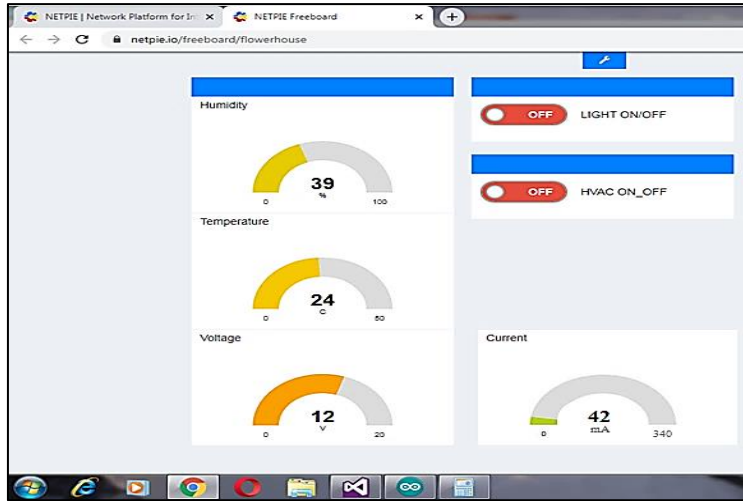 NETPIE | Network Platform for In
NETPIE Freeboard
netpie.io/freeboard/flowerhouse
Humidity
39
%
0
100
LIGHT ON/OFF
OFF
HVAC ON_OFF
OFF
Temperature
24
C
0
50
Voltage
12
V
0
20
Current
42
mA
0
340